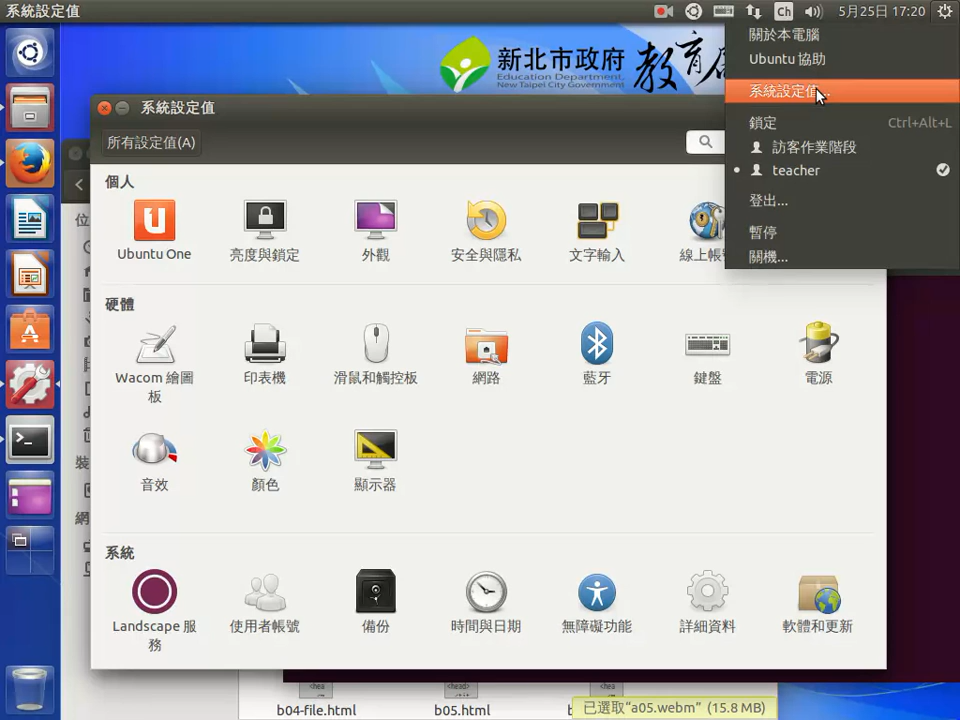 系統設定值
Ch
5月25日 17:20
新北市政府
Education Department,
教育
關於本電腦
Ubuntu 協助
系統設定值...
鎖定 Ctrl+Alt+L
訪客作業階段
teacher
登出...
暫停
關機...
系統設定值
所有設定值(A)
個人
Ubuntu One
亮度與鎖定
外觀
安全與隱私
文字輸入
線上帳
硬體
Wacom 繪圖
板
印表機
滑鼠和觸控板
網路
藍牙
鍵盤
電源
音效
顏色
顯示器
系統
Landscape 服
務
使用者帳號
備份
時間與日期
無障礙功能
詳細資料
軟體和更新
位
裝
網
<hea
<head>
<hea
b04-file.html
b05.html
已選取“a05.webm” (15.8 MB)